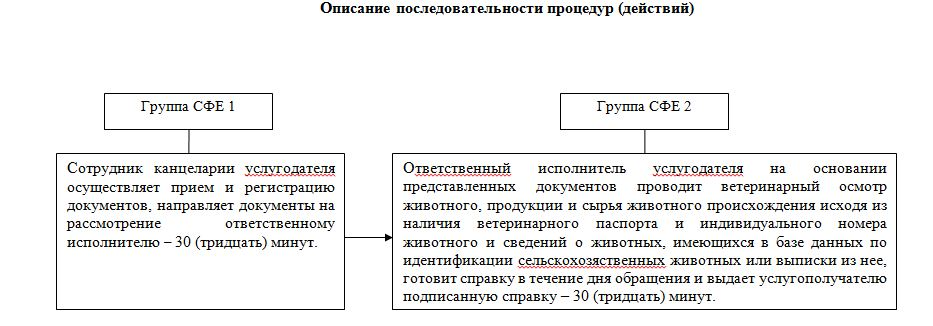 Описание последовательности процедур (действий)
Группа СФЕ 1
Группа СФЕ 2
Сотрудник канцелярии услугодателя
осуществляет прием и регистрацию
документов, направляет документы на
рассмотрение ответственному
исполнителю – 30 (тридцать) минут.
Ответственный исполнитель услугодателя на основании
представленных документов проводит ветеринарный осмотр
животного, продукции и сырья животного происхождения исходя из
наличия ветеринарного паспорта и индивидуального номера
животного и сведений о животных, имеющихся в базе данных по
идентификации сельскохозяственных животных или выписки из нее,
готовит справку в течение дня обращения и выдает услугополучателю
подписанную справку – 30 (тридцать) минут.